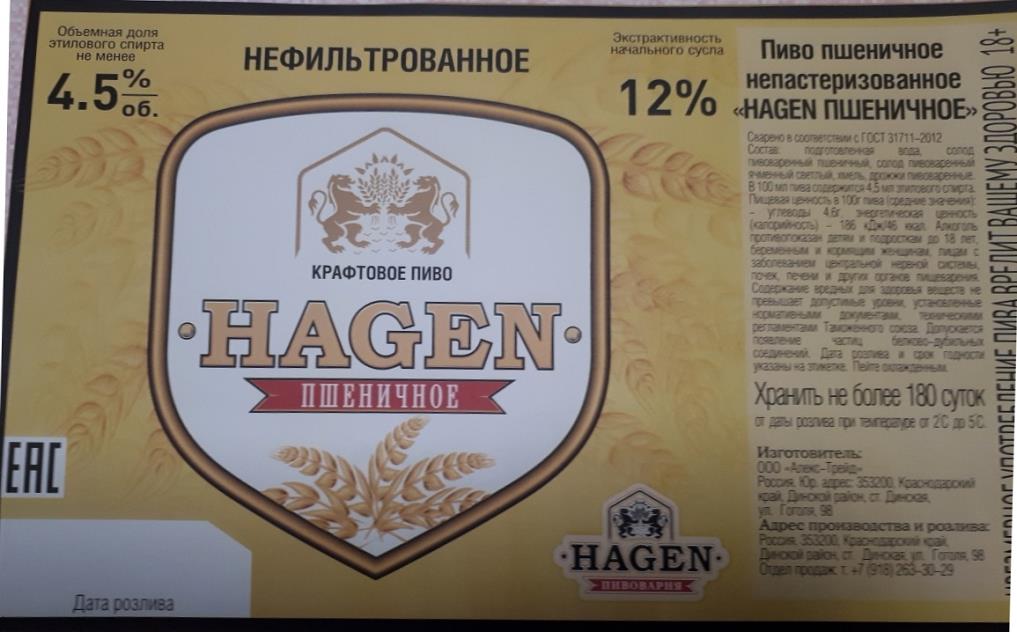 Объемная доля
этилового спирта
не менее
4.5%
об.
НЕФИЛЬТРОВАННОЕ
Экстрактивность
начального сусла
12%
КРАФТОВОЕ ПИВО
HAGEN
ПШЕНИЧНОЕ
EAC
Дата розлива
HAGEN
ПИВОВАРНЯ
Пиво пшеничное
непастеризованное
«HAGEN ПШЕНИЧНОЕ»
Сварено в соответствии с ГОСТ 31711-2012
Состав: подготовленная вода, солод
пивоваренный пшеничный, солод пивоваренный
ячменный светлый, хмель, дрожжи пивоваренные.
В 100 мл пива содержится 4,5 мл этилового спирта.
Пищевая ценность в 100г пива (средние значения):
- углеводы 4,6г, энергетическая ценность
(калорийность) - 186 кДж/46 ккал. Алкоголь
противопоказан детям и подросткам до 18 лет,
беременным и кормящим женщинам, лицам с
заболеванием центральной нервной системы,
почек, печени и других органов пищеварения.
Содержание вредных для здоровья веществ не
превышает допустимые уровни, установленные
нормативными документами, техническими
регламентами Таможенного союза. Допускается
появление частиц белково-дубильных
соединений. Дата розлива и срок годности
указаны на этикетке. Пейте охлажденным.
Хранить не более 180 суток
от даты розлива при температуре от 2°С до 5°С.
Изготовитель:
ООО «Алекс-Трейд»
Россия. Юр. адрес: 353200, Краснодарский
край, Динской район, ст. Динская,
ул. Гоголя, 98
Адрес производства и розлива:
Россия. 353200, Краснодарский край,
Динской район, ст. Динская, ул. Гоголя, 98
Отдел продаж: т. +7 (918) 263-30-29
ЧРЕЗМЕРНОЕ УПОТРЕБЛЕНИЕ ПИВА ВРЕДИТ ВАШЕМУ ЗДОРОВЬЮ 18+